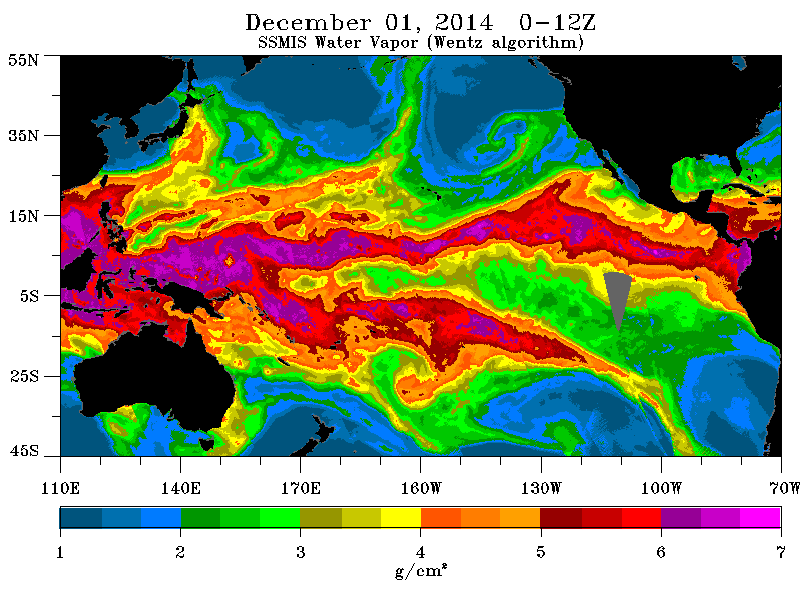 December 01, 2014 0-12Z
SSMIS Water Vapor (Wentz algorithm)
55N
35N
15N
5S
25S
45S
110E 140E 170E 160W 130W 100W 70W
1 2 3 4 5 6 7
g/cm²